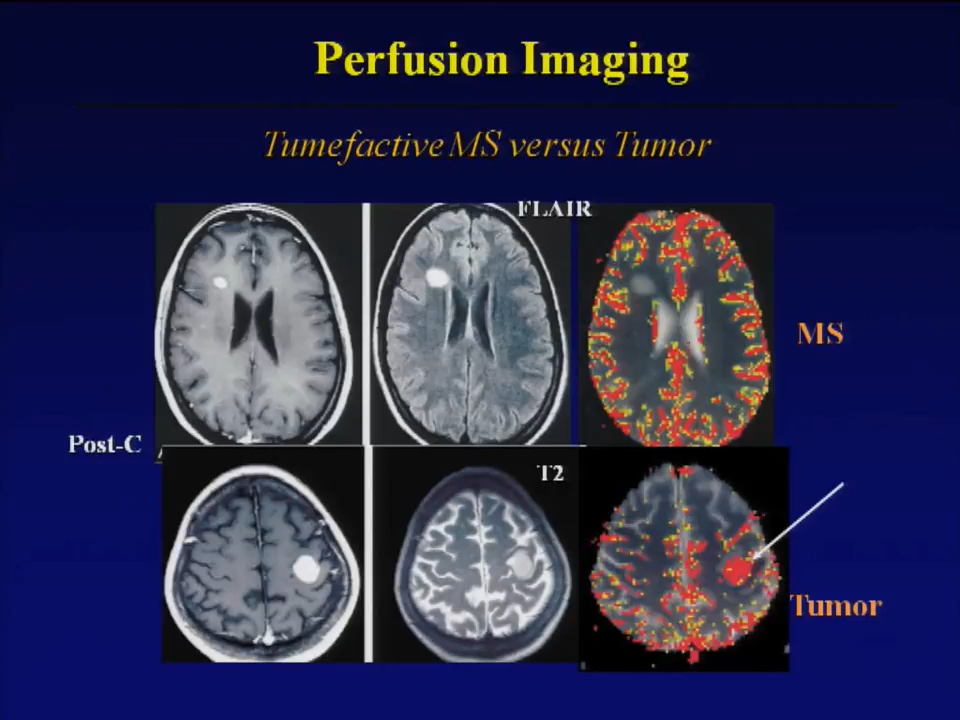 Perfusion Imaging
Tumefactive MS versus Tumor
FLAIR
MS
Post-C
T2
Tumor